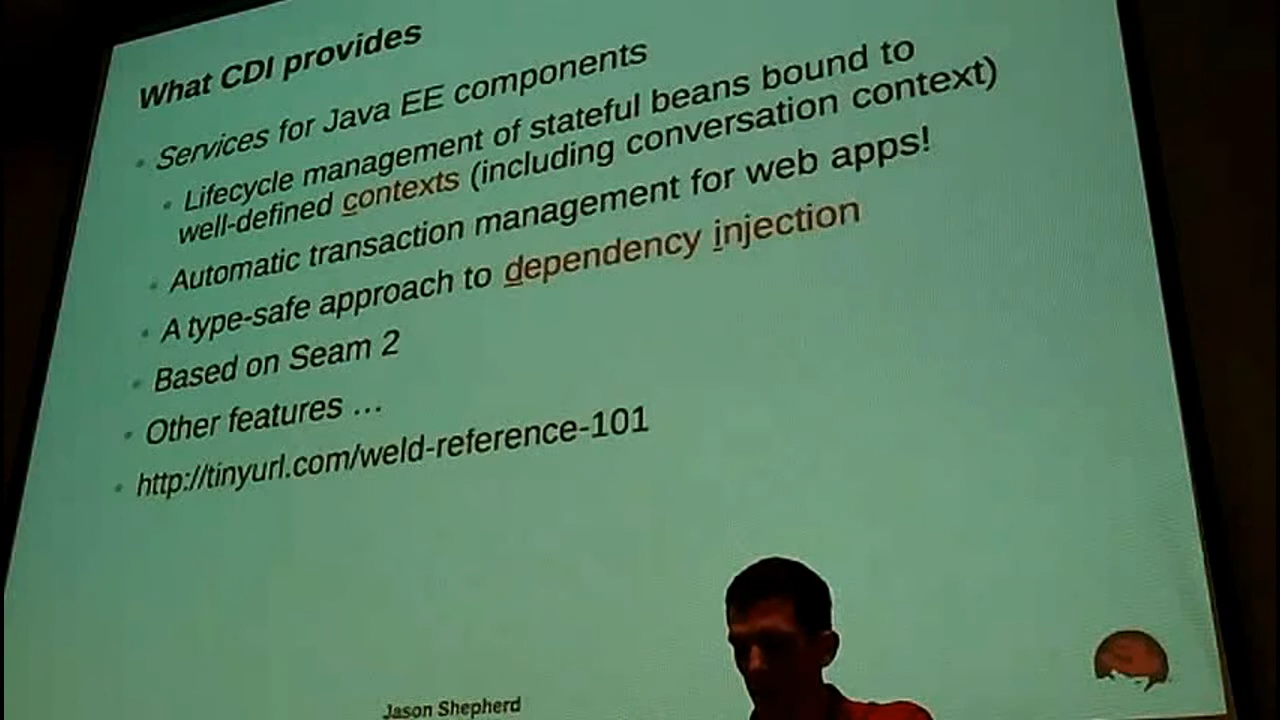 What CDI provides
Services for Java EE components
Lifecycle management of stateful beans bound to
well-defined contexts (including conversation context)
Automatic transaction management for web apps!
A type-safe approach to dependency injection
Based on Seam 2
Other features ...
http://tinyurl.com/weld-reference-101
Jason Shepherd